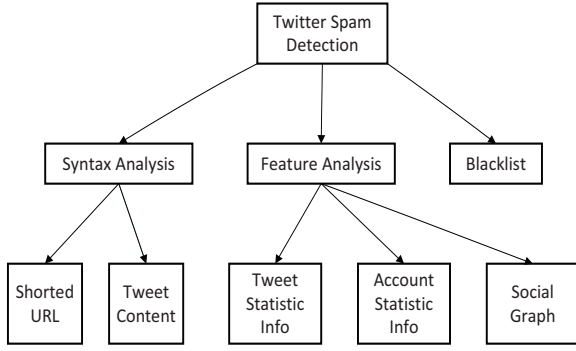 Twitter Spam
Detection
Syntax Analysis
Feature Analysis
Blacklist
Shorted
URL
Tweet
Content
Tweet
Statistic
Info
Account
Statistic
Info
Social
Graph